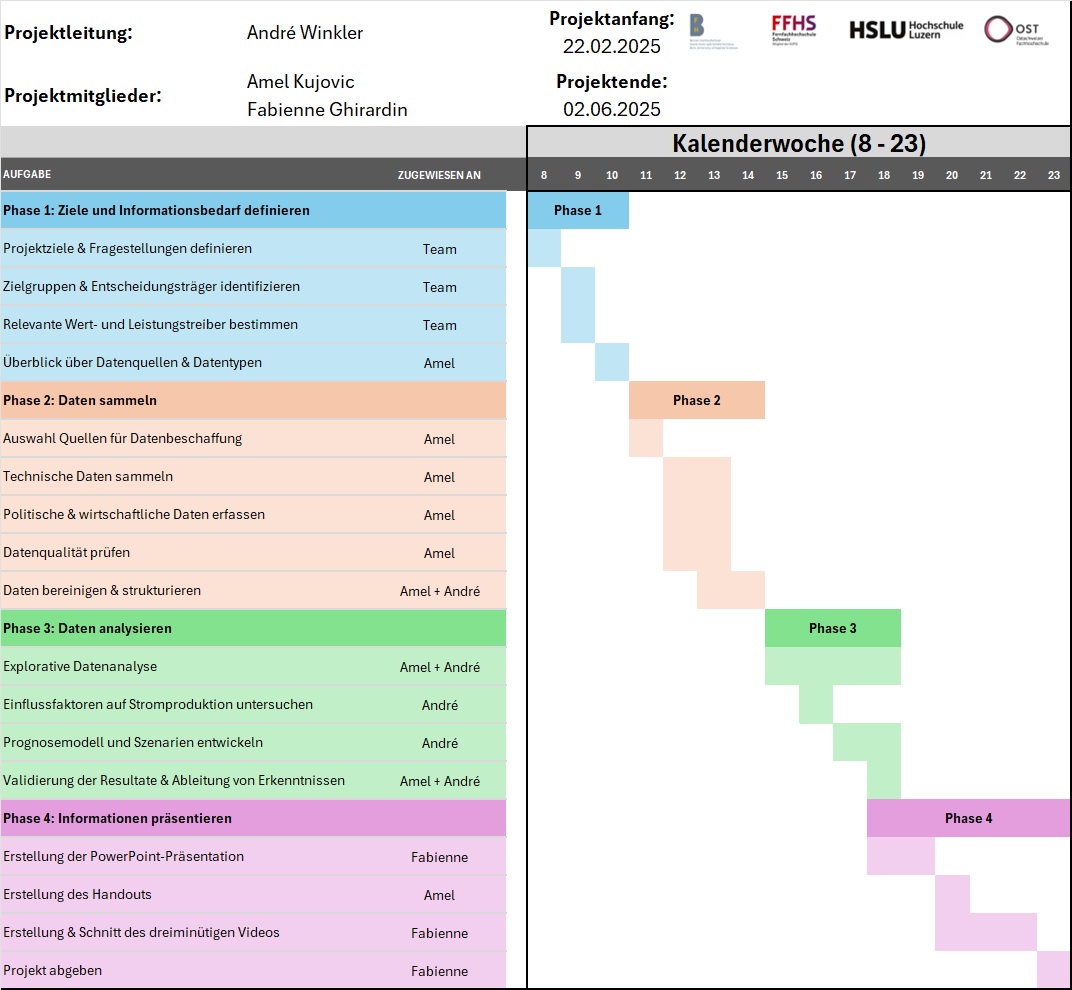 Projektleitung:
André Winkler
Projektanfang:
22.02.2025
FFHS
Fernfachhochschule
Schweiz
HSLU Hochschule
Luzern
OST
Ostschweizer
Fachhochschule
Projektmitglieder:
Amel Kujovic
Fabienne Ghirardin
Projektende:
02.06.2025
Kalenderwoche (8 - 23)
AUFGABE ZUGEWIESEN AN 8 9 10 11 12 13 14 15 16 17 18 19 20 21 22 23
Phase 1: Ziele und Informationsbedarf definieren Phase 1
Projektziele & Fragestellungen definieren Team
Zielgruppen & Entscheidungsträger identifizieren Team
Relevante Wert- und Leistungstreiber bestimmen Team
Überblick über Datenquellen & Datentypen Amel
Phase 2: Daten sammeln Phase 2
Auswahl Quellen für Datenbeschaffung Amel
Technische Daten sammeln Amel
Politische & wirtschaftliche Daten erfassen Amel
Datenqualität prüfen Amel
Daten bereinigen & strukturieren Amel + André
Phase 3: Daten analysieren Phase 3
Explorative Datenanalyse Amel + André
Einflussfaktoren auf Stromproduktion untersuchen André
Prognosemodell und Szenarien entwickeln André
Validierung der Resultate & Ableitung von Erkenntnissen Amel + André
Phase 4: Informationen präsentieren Phase 4
Erstellung der PowerPoint-Präsentation Fabienne
Erstellung des Handouts Amel
Erstellung & Schnitt des dreiminütigen Videos Fabienne
Projekt abgeben Fabienne